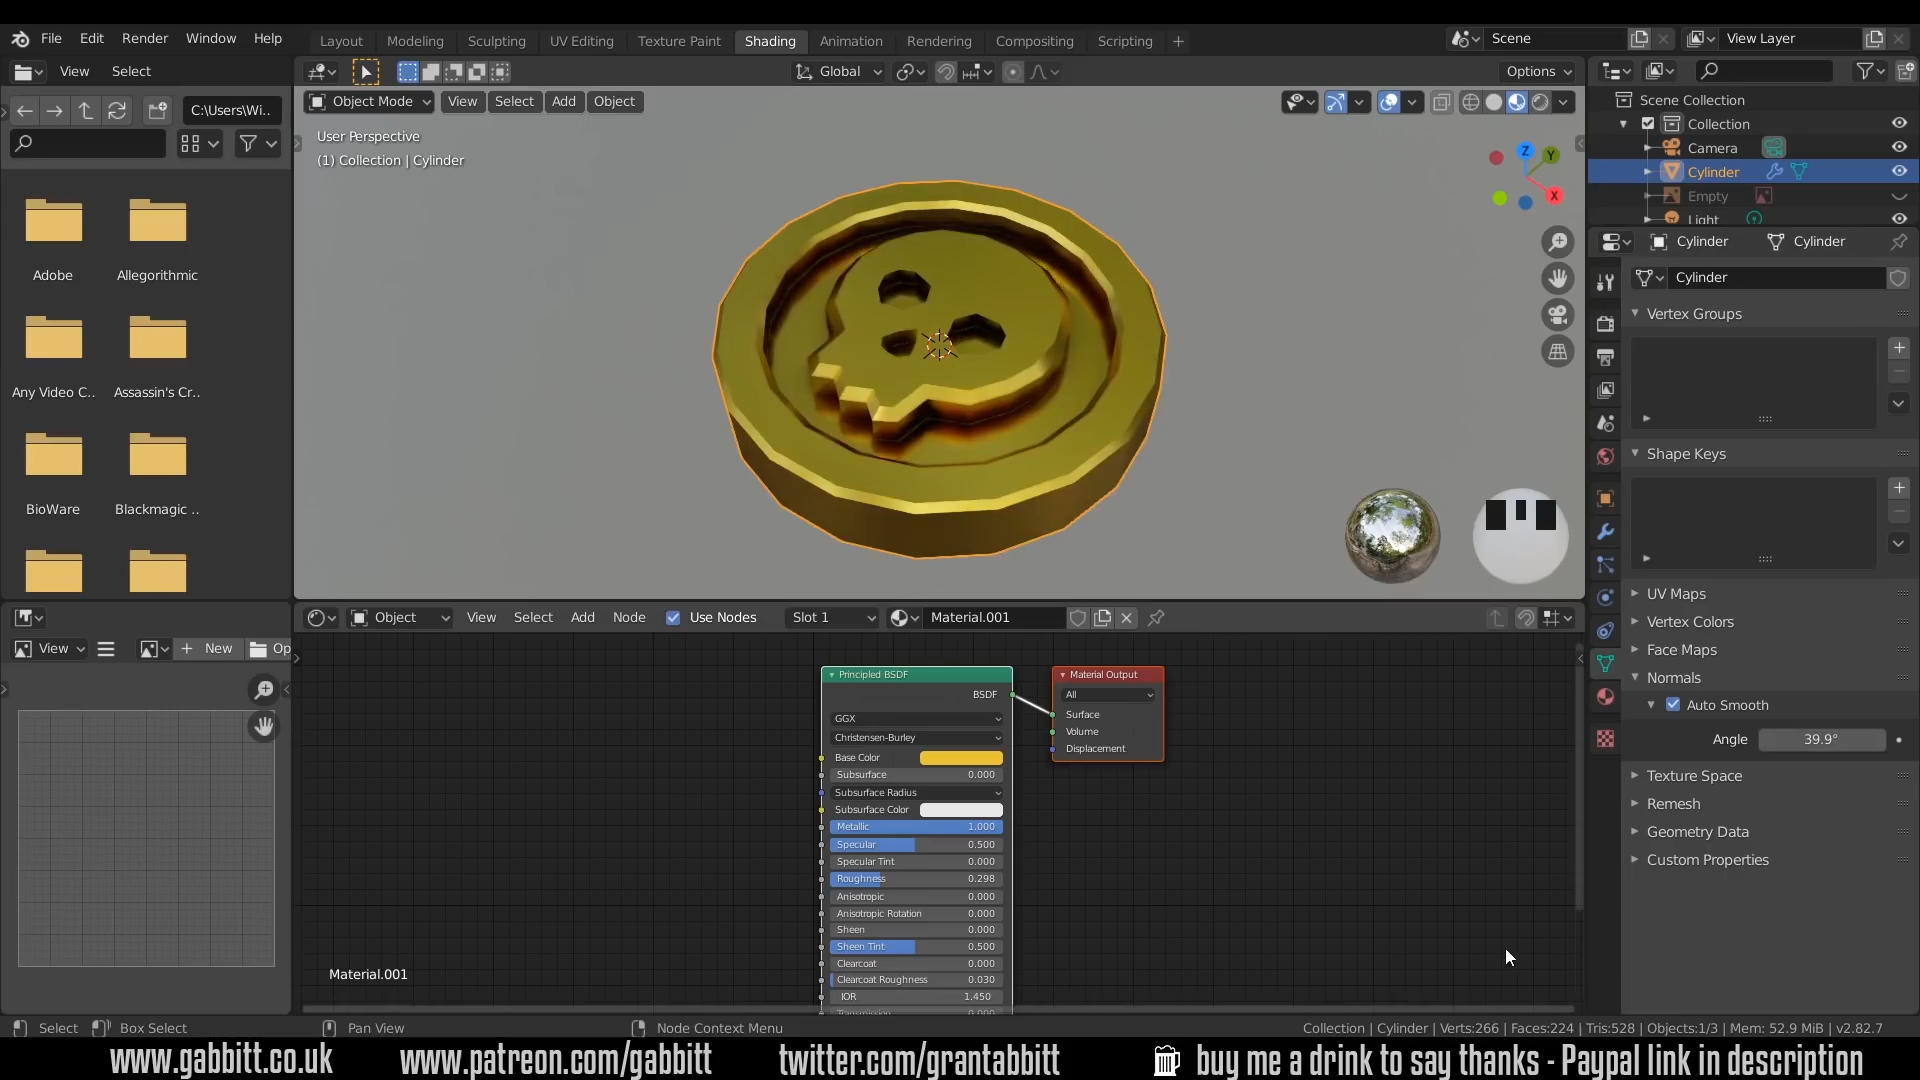 File Edit Render Window Help
Layout Modeling Sculpting UV Editing Texture Paint Shading Animation Rendering Compositing Scripting +
Scene
View Layer
View Select
Global
Options
C:\Users\Wi..
Object Mode View Select Add Object
User Perspective
(1) Collection | Cylinder
Z Y X
Adobe Allegorithmic
Any Video C.. Assassin's Cr..
BioWare Blackmagic ..
Scene Collection
Collection
Camera
Cylinder
Empty
Light
Cylinder Cylinder
Cylinder
Vertex Groups
Shape Keys
UV Maps
Vertex Colors
Face Maps
Normals
Auto Smooth
Angle 39.9°
Texture Space
Remesh
Geometry Data
Custom Properties
View + New Op
Object View Select Add Node Use Nodes Slot 1 Material.001
Principled BSDF
BSDF
GGX
Christensen-Burley
Base Color
Subsurface 0.000
Subsurface Radius
Subsurface Color
Metallic 1.000
Specular 0.500
Specular Tint 0.000
Roughness 0.298
Anisotropic 0.000
Anisotropic Rotation 0.000
Sheen 0.000
Sheen Tint 0.500
Clearcoat 0.000
Clearcoat Roughness 0.030
IOR 1.450
Material Output
All
Surface
Volume
Displacement
Material.001
Select Box Select Pan View Node Context Menu
Collection | Cylinder | Verts:266 | Faces:224 | Tris:528 | Objects:1/3 | Mem: 52.9 MiB | v2.82.7
www.gabbitt.co.uk www.patreon.com/gabbitt twitter.com/grantabbitt buy me a drink to say thanks - Paypal link in description